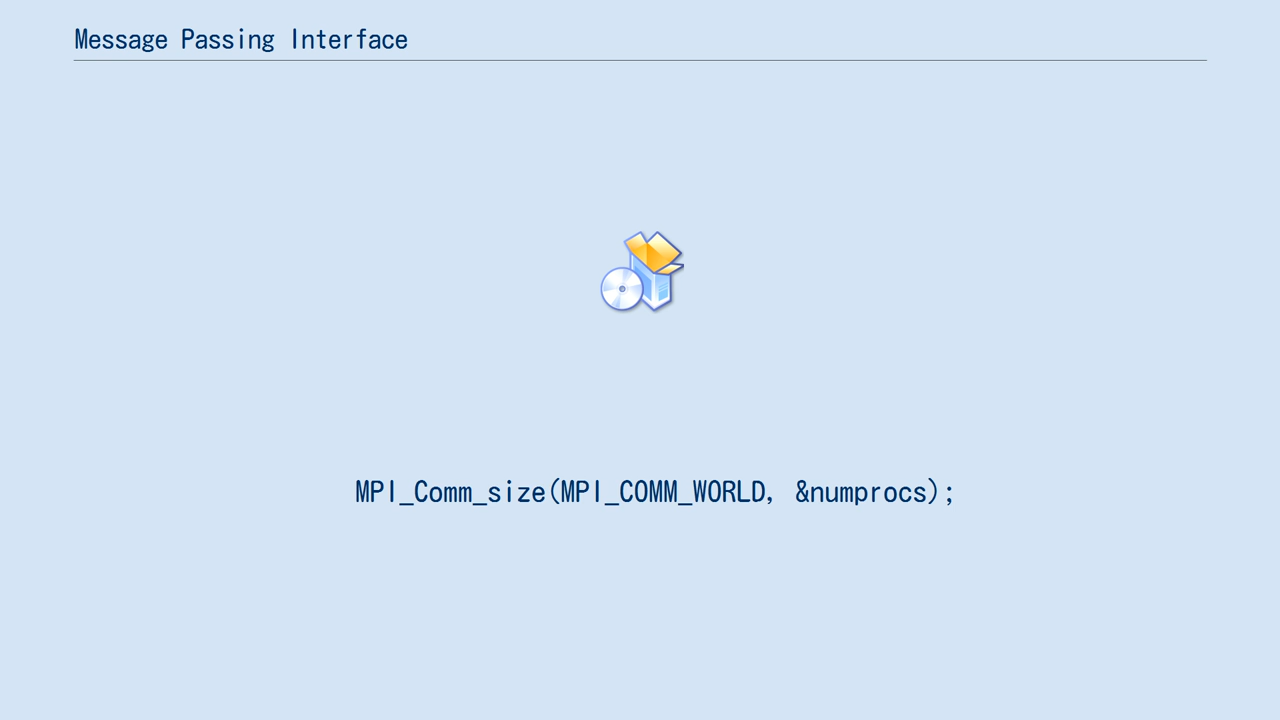 Message Passing Interface
MPI_Comm_size(MPI_COMM_WORLD, &numprocs);